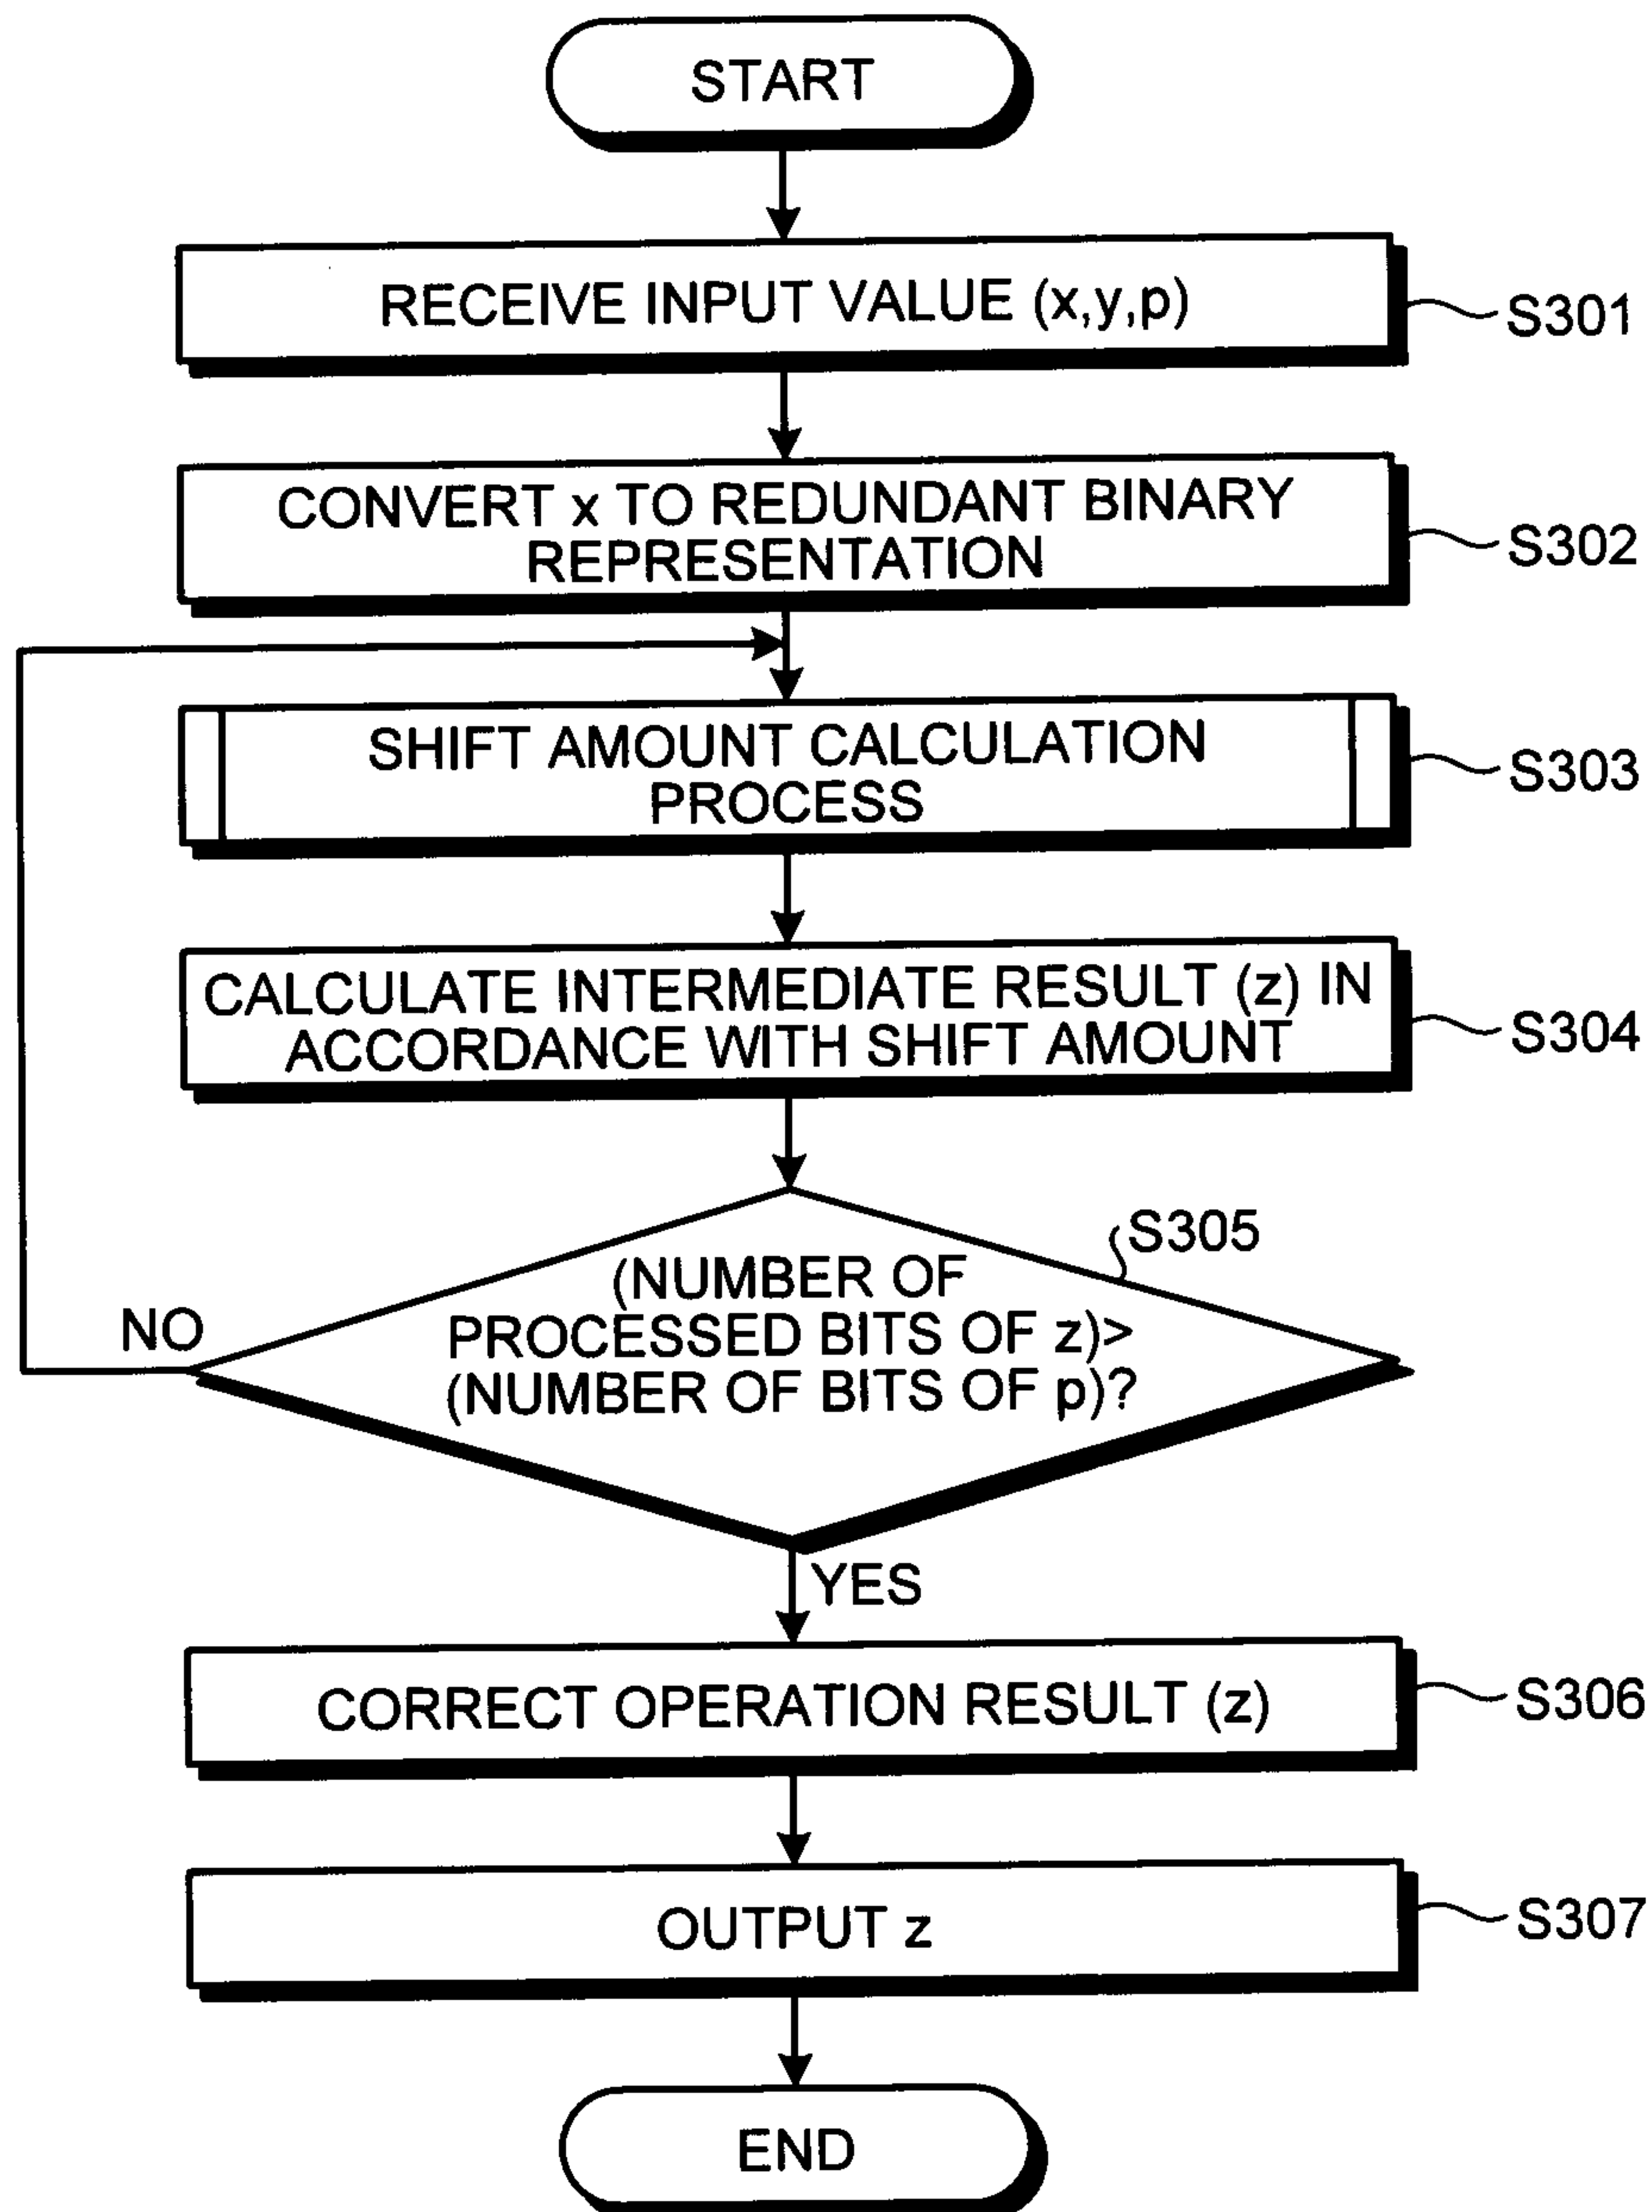 START
RECEIVE INPUT VALUE (x,y,p)
S301
CONVERT x TO REDUNDANT BINARY
REPRESENTATION
S302
SHIFT AMOUNT CALCULATION
PROCESS
S303
CALCULATE INTERMEDIATE RESULT (z) IN
ACCORDANCE WITH SHIFT AMOUNT
S304
S305
(NUMBER OF
PROCESSED BITS OF z)>
(NUMBER OF BITS OF p)?
NO
YES
CORRECT OPERATION RESULT (z)
S306
OUTPUT z
S307
END